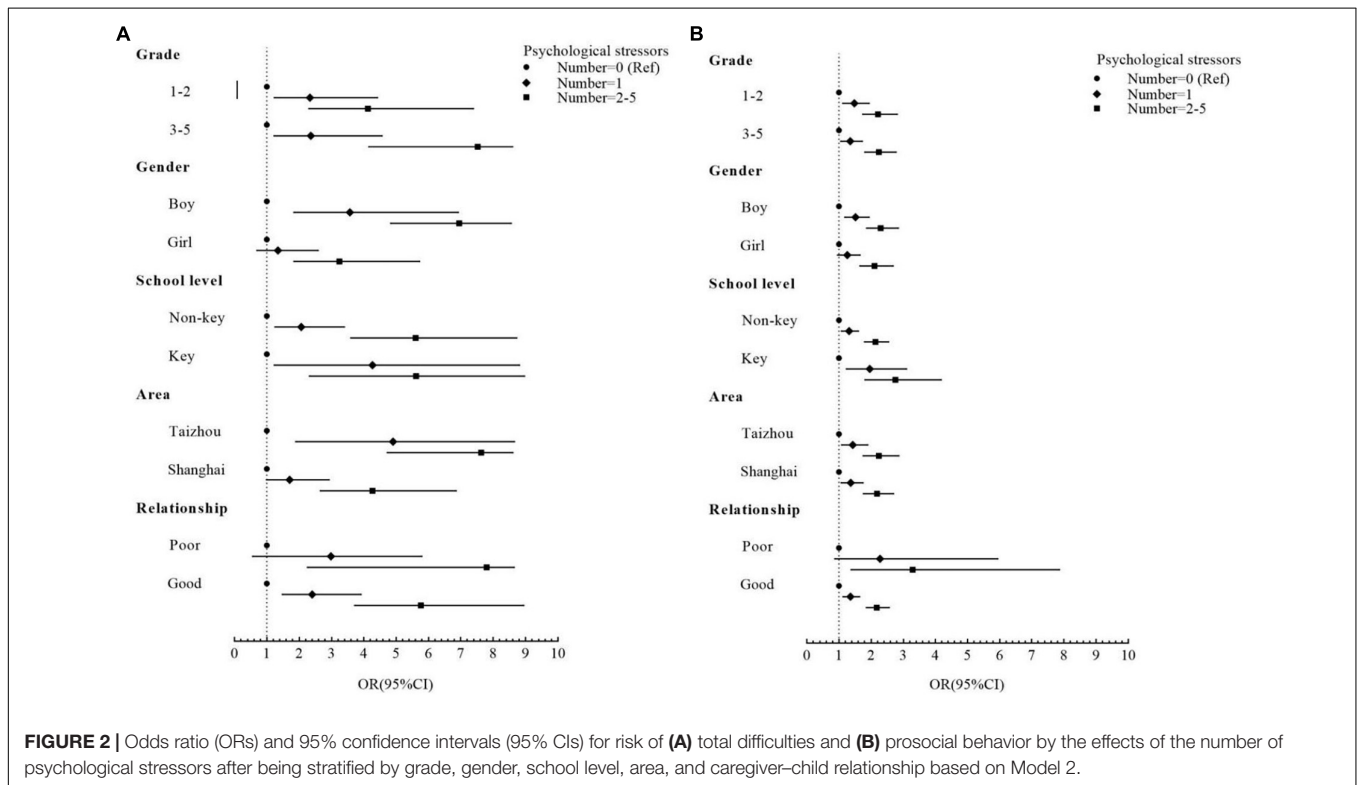 A
Psychological stressors
Number=0 (Ref)
Number=1
Number=2-5
Grade
1-2
3-5
Gender
Boy
Girl
School level
Non-key
Key
Area
Taizhou
Shanghai
Relationship
Poor
Good
0 1 2 3 4 5 6 7 8 9 10
OR(95%CI)
B
Psychological stressors
Number=0 (Ref)
Number=1
Number=2-5
Grade
1-2
3-5
Gender
Boy
Girl
School level
Non-key
Key
Area
Taizhou
Shanghai
Relationship
Poor
Good
0 1 2 3 4 5 6 7 8 9 10
OR(95%CI)
FIGURE 2 | Odds ratio (ORs) and 95% confidence intervals (95% CIs) for risk of (A) total difficulties and (B) prosocial behavior by the effects of the number of
psychological stressors after being stratified by grade, gender, school level, area, and caregiver–child relationship based on Model 2.